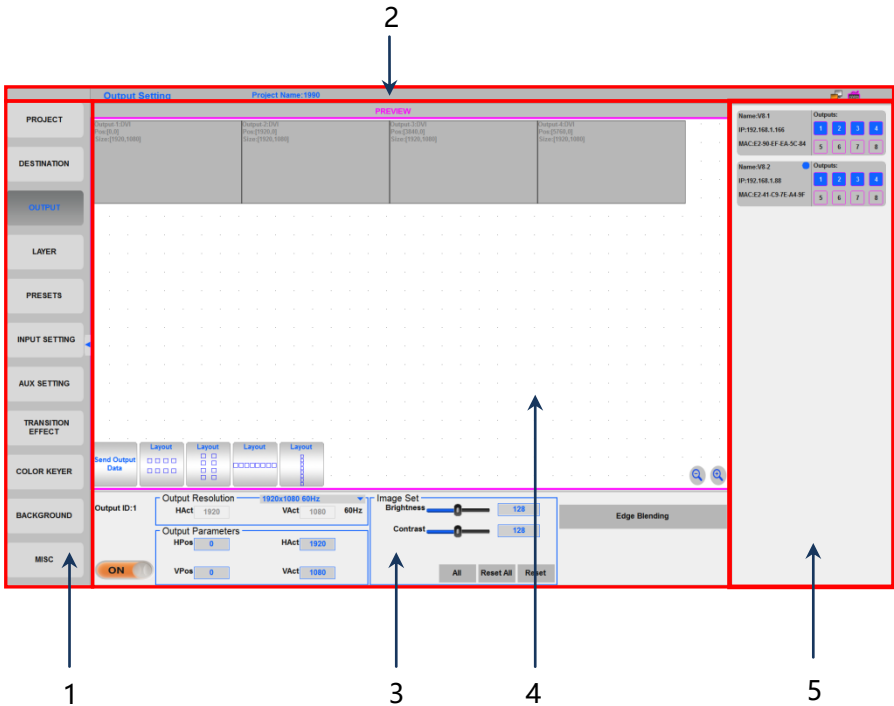 2
Output Setting Project Name:1990
PREVIEW
PROJECT
DESTINATION
OUTPUT
LAYER
PRESETS
INPUT SETTING
AUX SETTING
TRANSITION
EFFECT
COLOR KEYER
BACKGROUND
MISC
Output:1:DVI
Pos:[0,0]
Size:[1920,1080]
Output:2:DVI
Pos:[1920,0]
Size:[1920,1080]
Output:3:DVI
Pos:[3840,0]
Size:[1920,1080]
Output:4:DVI
Pos:[5760,0]
Size:[1920,1080]
Send Output
Data
Layout
Layout
Layout
Layout
Output ID:1
ON
Output Resolution 1920x1080 60Hz
HAct 1920 VAct 1080 60Hz
Output Parameters
HPos 0 HAct 1920
VPos 0 VAct 1080
Image Set
Brightness 128
Contrast 128
All Reset All Reset
Edge Blending
Name:V8-1 Outputs:
IP:192.168.1.166 1 2 3 4
MAC:E2-90-EF-EA-5C-84 5 6 7 8
Name:V8-2 Outputs:
IP:192.168.1.88 1 2 3 4
MAC:E2-41-C9-7E-A4-9F 5 6 7 8
1 3 4 5